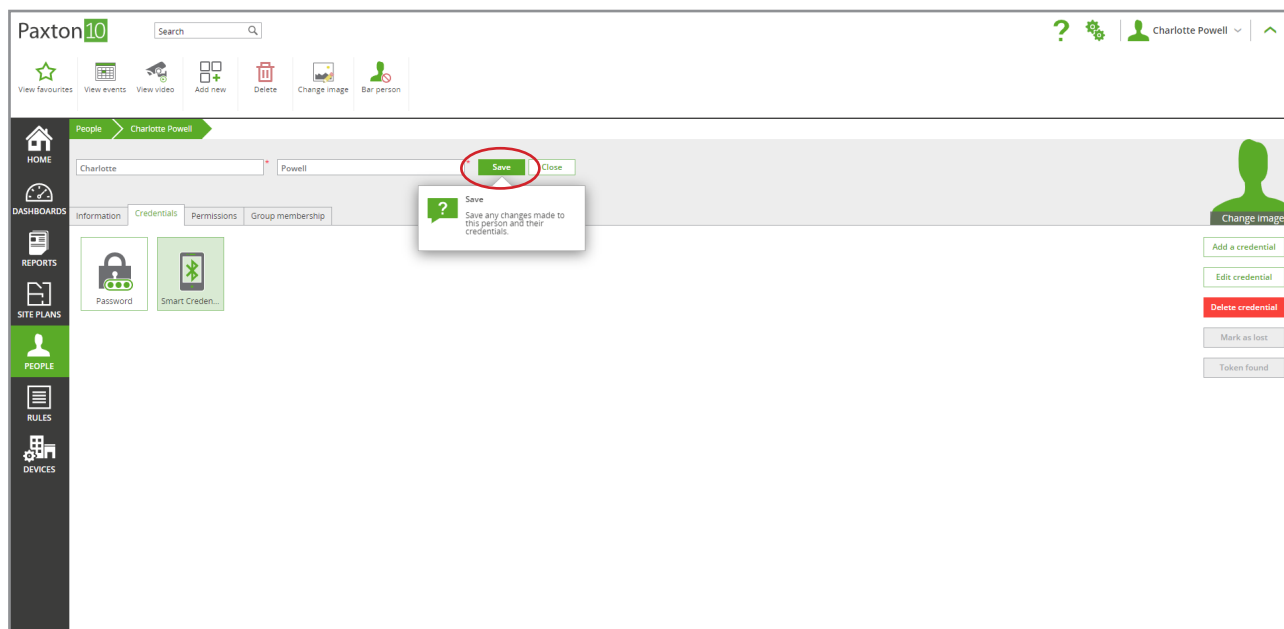 Paxton 10
Search
Charlotte Powell
View favourites
View events
View video
Add new
Delete
Change image
Bar person
People
Charlotte Powell
HOME
DASHBOARDS
REPORTS
SITE PLANS
PEOPLE
RULES
DEVICES
Charlotte *
Powell *
Save
Close
Save
Save any changes made to
this person and their
credentials.
?
?
Information
Credentials
Permissions
Group membership
Change image
Password
Smart Creden...
Add a credential
Edit credential
Delete credential
Mark as lost
Token found